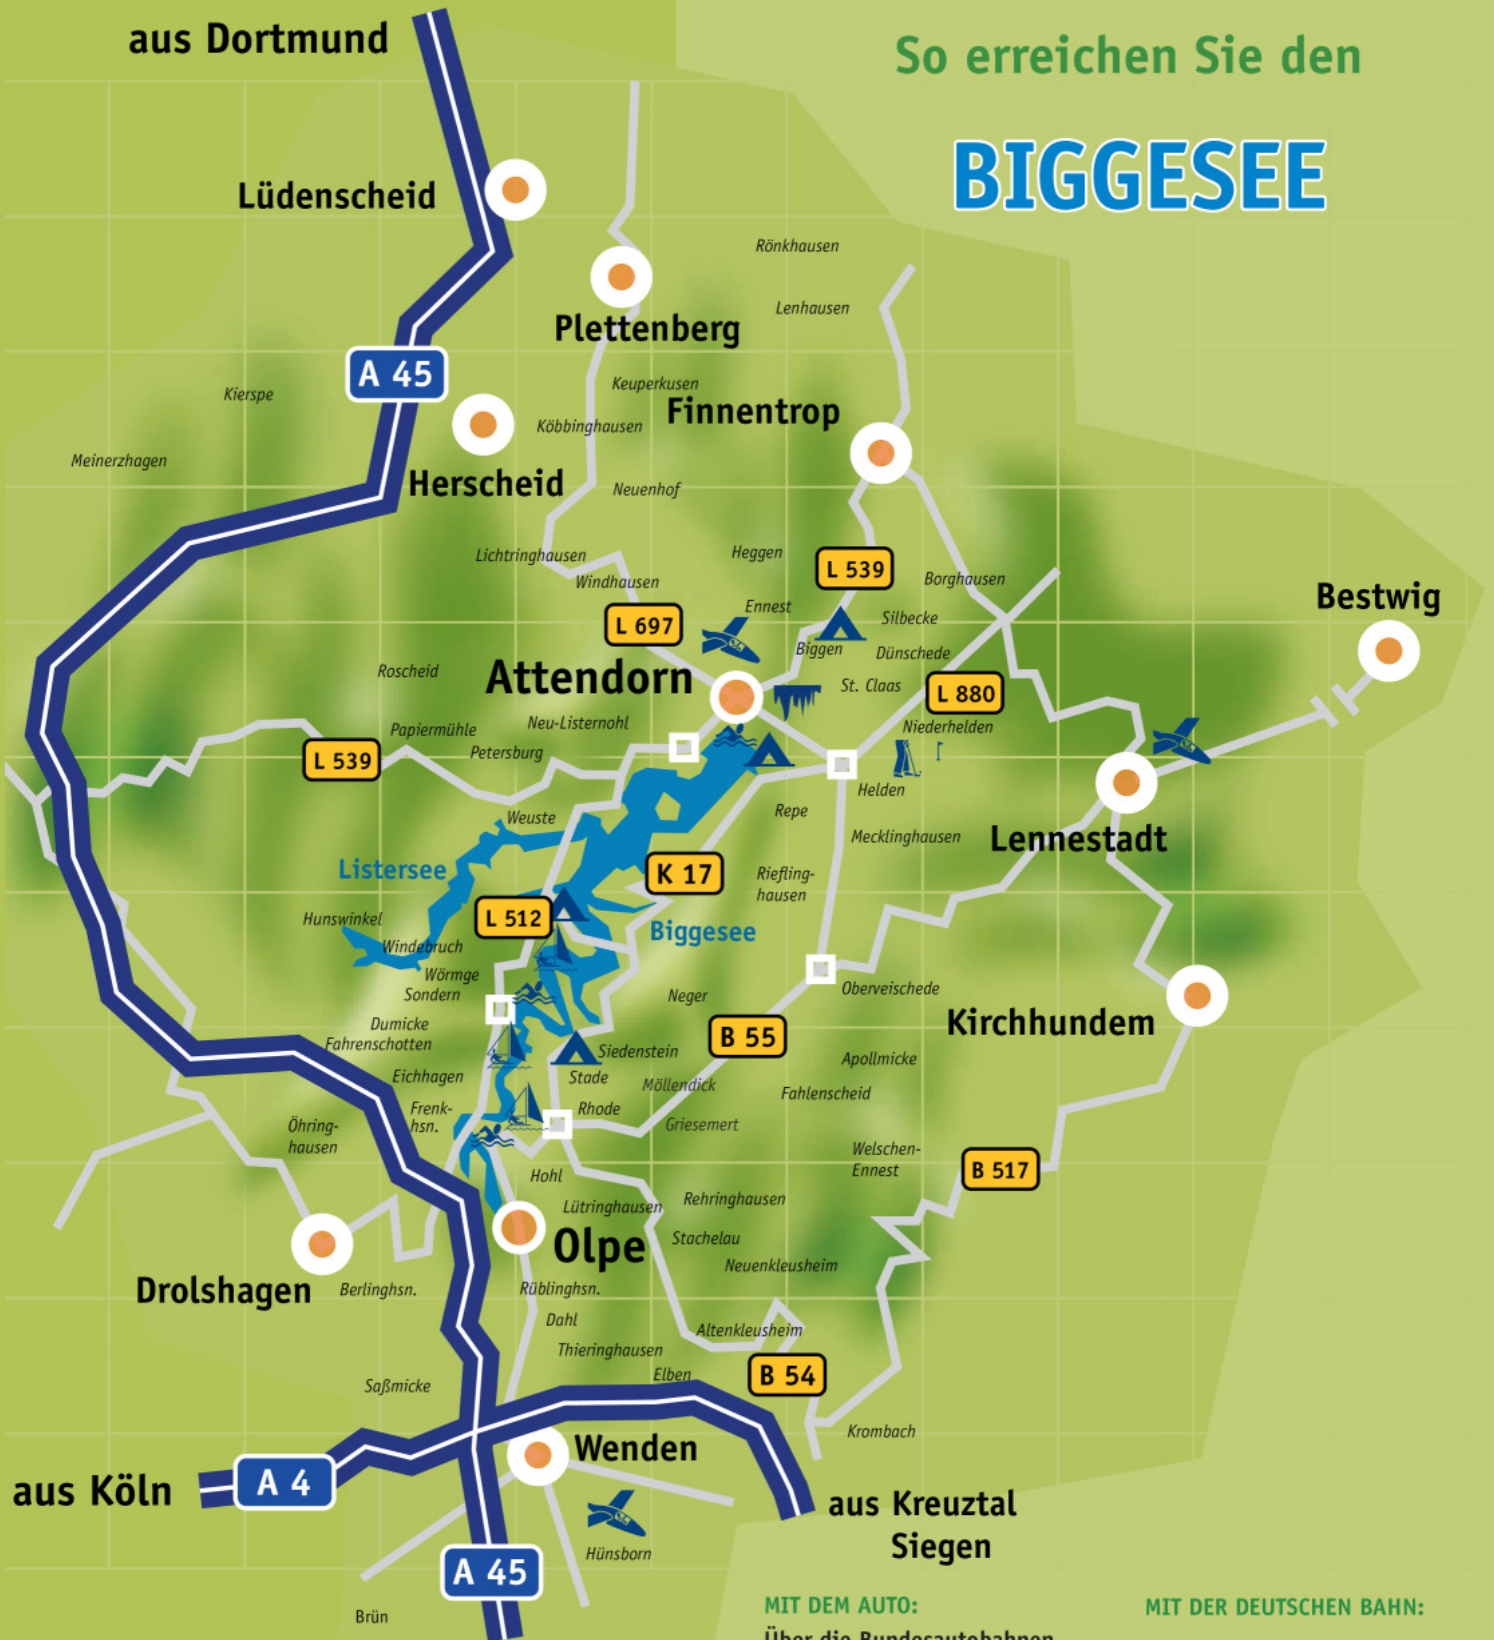 aus Dortmund
So erreichen Sie den
BIGGESEE
Lüdenscheid
Rönkhausen
Lenhausen
Plettenberg
A 45
Kierspe
Keuperkusen
Finnentrop
Köbbinghausen
Meinerzhagen
Herscheid
Neuenhof
Lichtringhausen
Heggen
L 539
Windhausen
Borghausen
Bestwig
Ennest
L 697
Silbecke
Biggen
Dünschede
Roscheid
Attendorn
St. Claas
L 880
Neu-Listernohl
Niederhelden
Papiermühle
Petersburg
L 539
Helden
Weuste
Repe
Mecklinghausen
Lennestadt
Listersee
K 17
Riefling-
hausen
Hunswinkel
L 512
Biggesee
Windebruch
Wörmge
Sondern
Neger
Oberveischede
Kirchhundem
Dumicke
Fahrenschotten
B 55
Siedenstein
Apollmicke
Eichhagen
Stade
Möllendick
Fahlenscheid
Frenk-
hsn.
Rhode
Öhring-
hausen
Griesemert
Welschen-
Ennest
B 517
Hohl
Lütringhausen
Rehringhausen
Olpe
Stachelau
Neuenkleusheim
Drolshagen
Berlinghsn.
Rüblinghsn.
Dahl
Altenkleusheim
Thieringhausen
Elben
B 54
Saßmicke
Krombach
Wenden
aus Köln
A 4
aus Kreuztal
Siegen
Hünsborn
A 45
Brün
MIT DEM AUTO:
MIT DER DEUTSCHEN BAHN:
Über die Bundesautobahnen